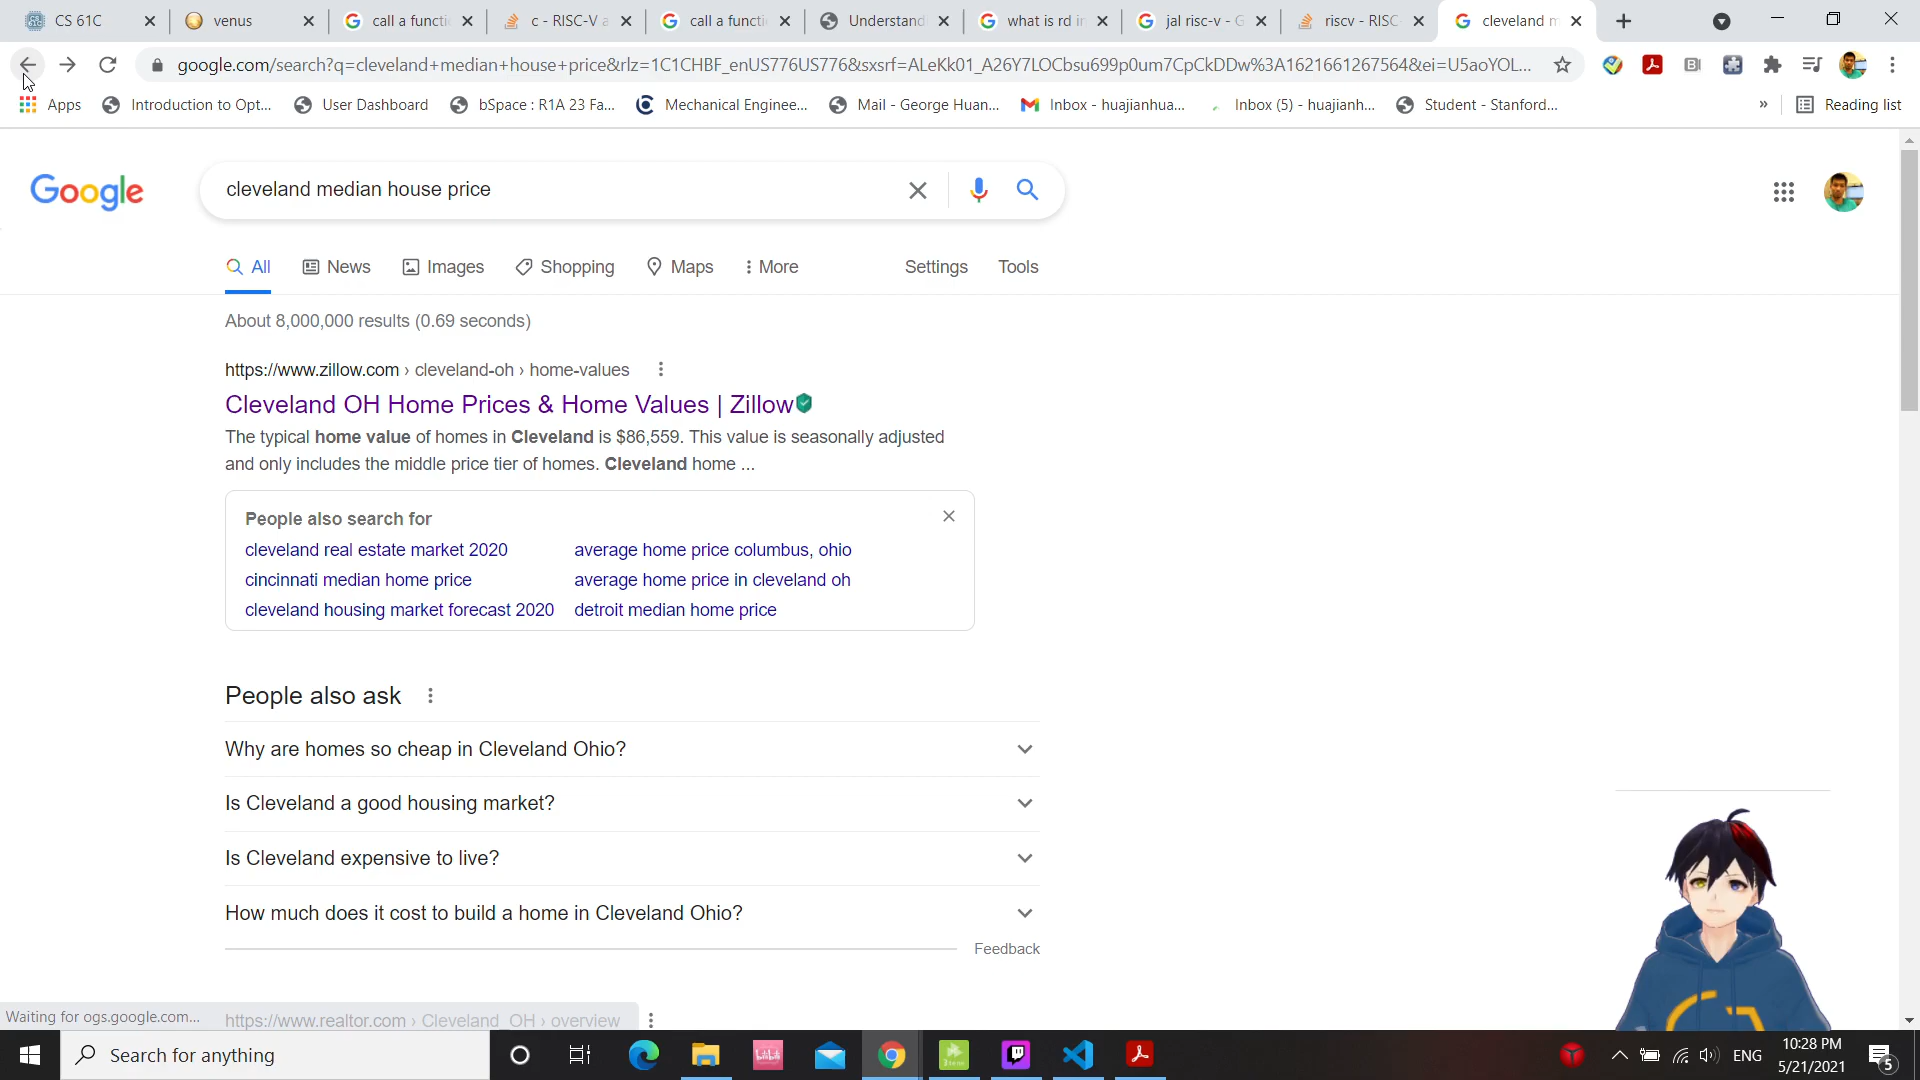 CS 61C
venus
call a functi
c - RISC-V a
call a functi
Understand
what is rd in
jal risc-v - G
riscv - RISC
cleveland m
google.com/search?q=cleveland+median+house+price&rlz=1C1CHBF_enUS776US776&sxsrf=ALeKk01_A26Y7LOCbsu699p0um7CpCkDDw%3A1621661267564&ei=U5aoYOL...
Apps
Introduction to Opt...
User Dashboard
bSpace : R1A 23 Fa...
Mechanical Enginee...
Mail - George Huan...
Inbox - huajianhua...
Inbox (5) - huajianh...
Student - Stanford...
»
Reading list
Google
cleveland median house price
All
News
Images
Shopping
Maps
More
Settings
Tools
About 8,000,000 results (0.69 seconds)
https://www.zillow.com › cleveland-oh › home-values
Cleveland OH Home Prices & Home Values | Zillow
The typical home value of homes in Cleveland is $86,559. This value is seasonally adjusted
and only includes the middle price tier of homes. Cleveland home ...
People also search for
cleveland real estate market 2020
average home price columbus, ohio
cincinnati median home price
average home price in cleveland oh
cleveland housing market forecast 2020
detroit median home price
People also ask
Why are homes so cheap in Cleveland Ohio?
Is Cleveland a good housing market?
Is Cleveland expensive to live?
How much does it cost to build a home in Cleveland Ohio?
Feedback
Waiting for ogs.google.com...
https://www.realtor.com › Cleveland_OH › overview
Search for anything
ENG
10:28 PM
5/21/2021
5